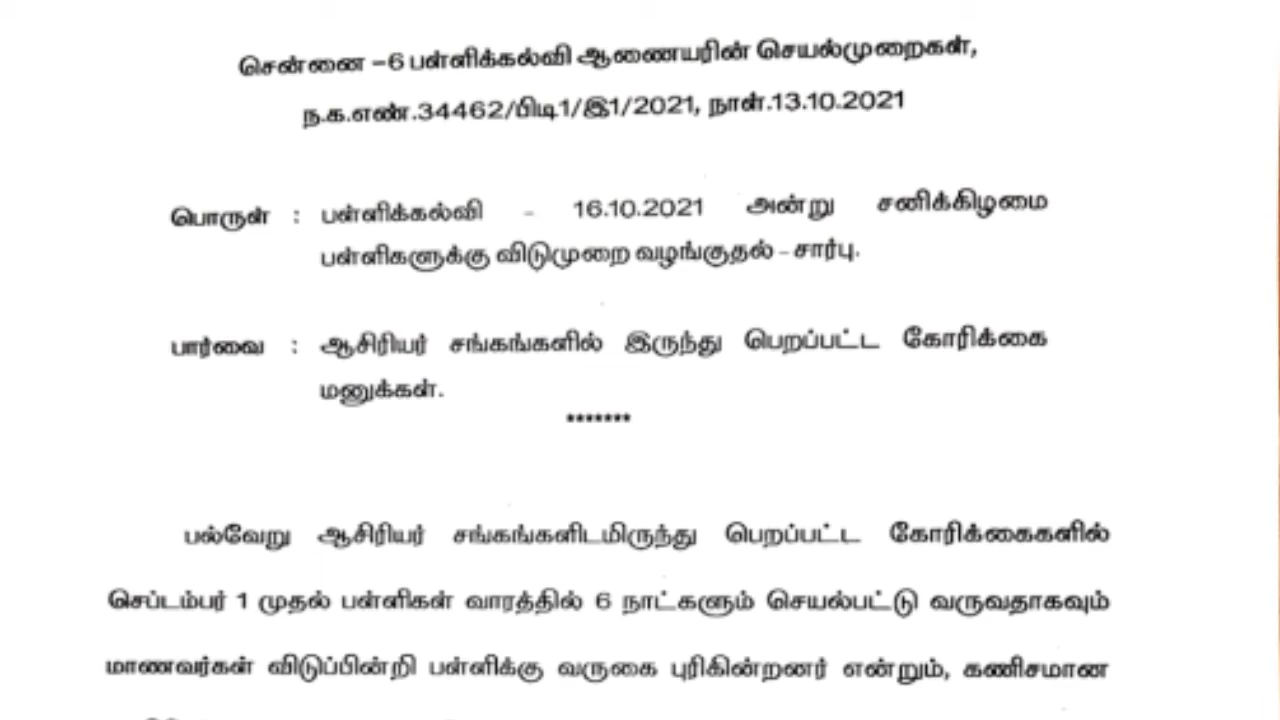 சென்னை –6 பள்ளிக்கல்வி ஆணையரின் செயல்முறைகள்,
ந.க.எண்.34462/பிடி1/இ1/2021, நாள்.13.10.2021
பொருள் : பள்ளிக்கல்வி - 16.10.2021 அன்று சனிக்கிழமை
பள்ளிகளுக்கு விடுமுறை வழங்குதல் – சார்பு.
பார்வை : ஆசிரியர் சங்கங்களில் இருந்து பெறப்பட்ட கோரிக்கை
மனுக்கள்.
*******
பல்வேறு ஆசிரியர் சங்கங்களிடமிருந்து பெறப்பட்ட கோரிக்கைகளில்
செப்டம்பர் 1 முதல் பள்ளிகள் வாரத்தில் 6 நாட்களும் செயல்பட்டு வருவதாகவும்
மாணவர்கள் விடுப்பின்றி பள்ளிக்கு வருகை புரிகின்றனர் என்றும், கணிசமான